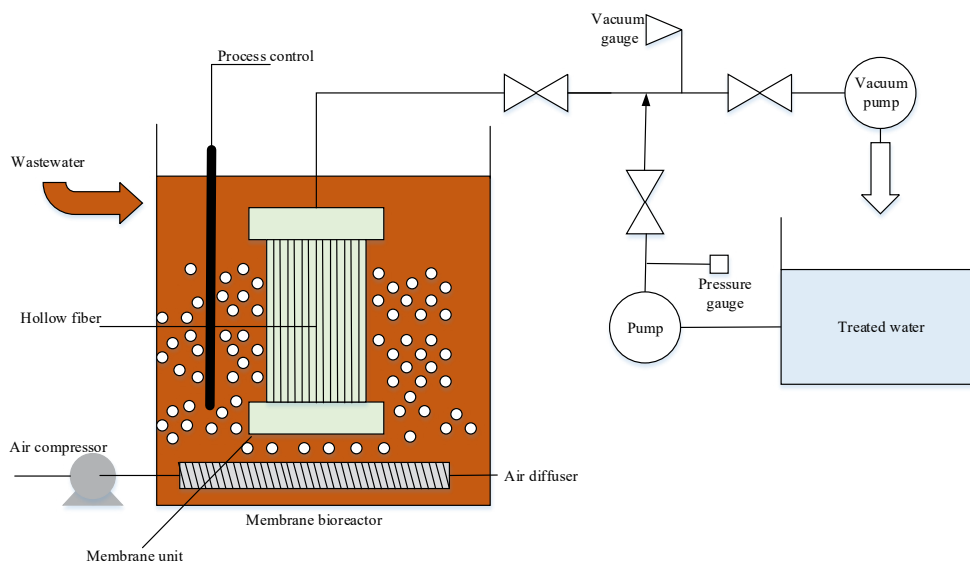 Vacuum
gauge
Process control
Vacuum
pump
Wastewater
Pressure
gauge
Hollow fiber
Pump
Treated water
Air compressor
Air diffuser
Membrane bioreactor
Membrane unit